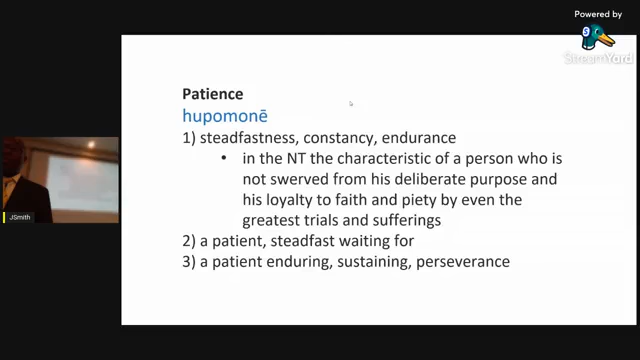 Powered by
S
StreamYard
Patience
hupomonē
1) steadfastness, constancy, endurance
• in the NT the characteristic of a person who is
not swerved from his deliberate purpose and
his loyalty to faith and piety by even the
greatest trials and sufferings
2) a patient, steadfast waiting for
3) a patient enduring, sustaining, perseverance
JSmith